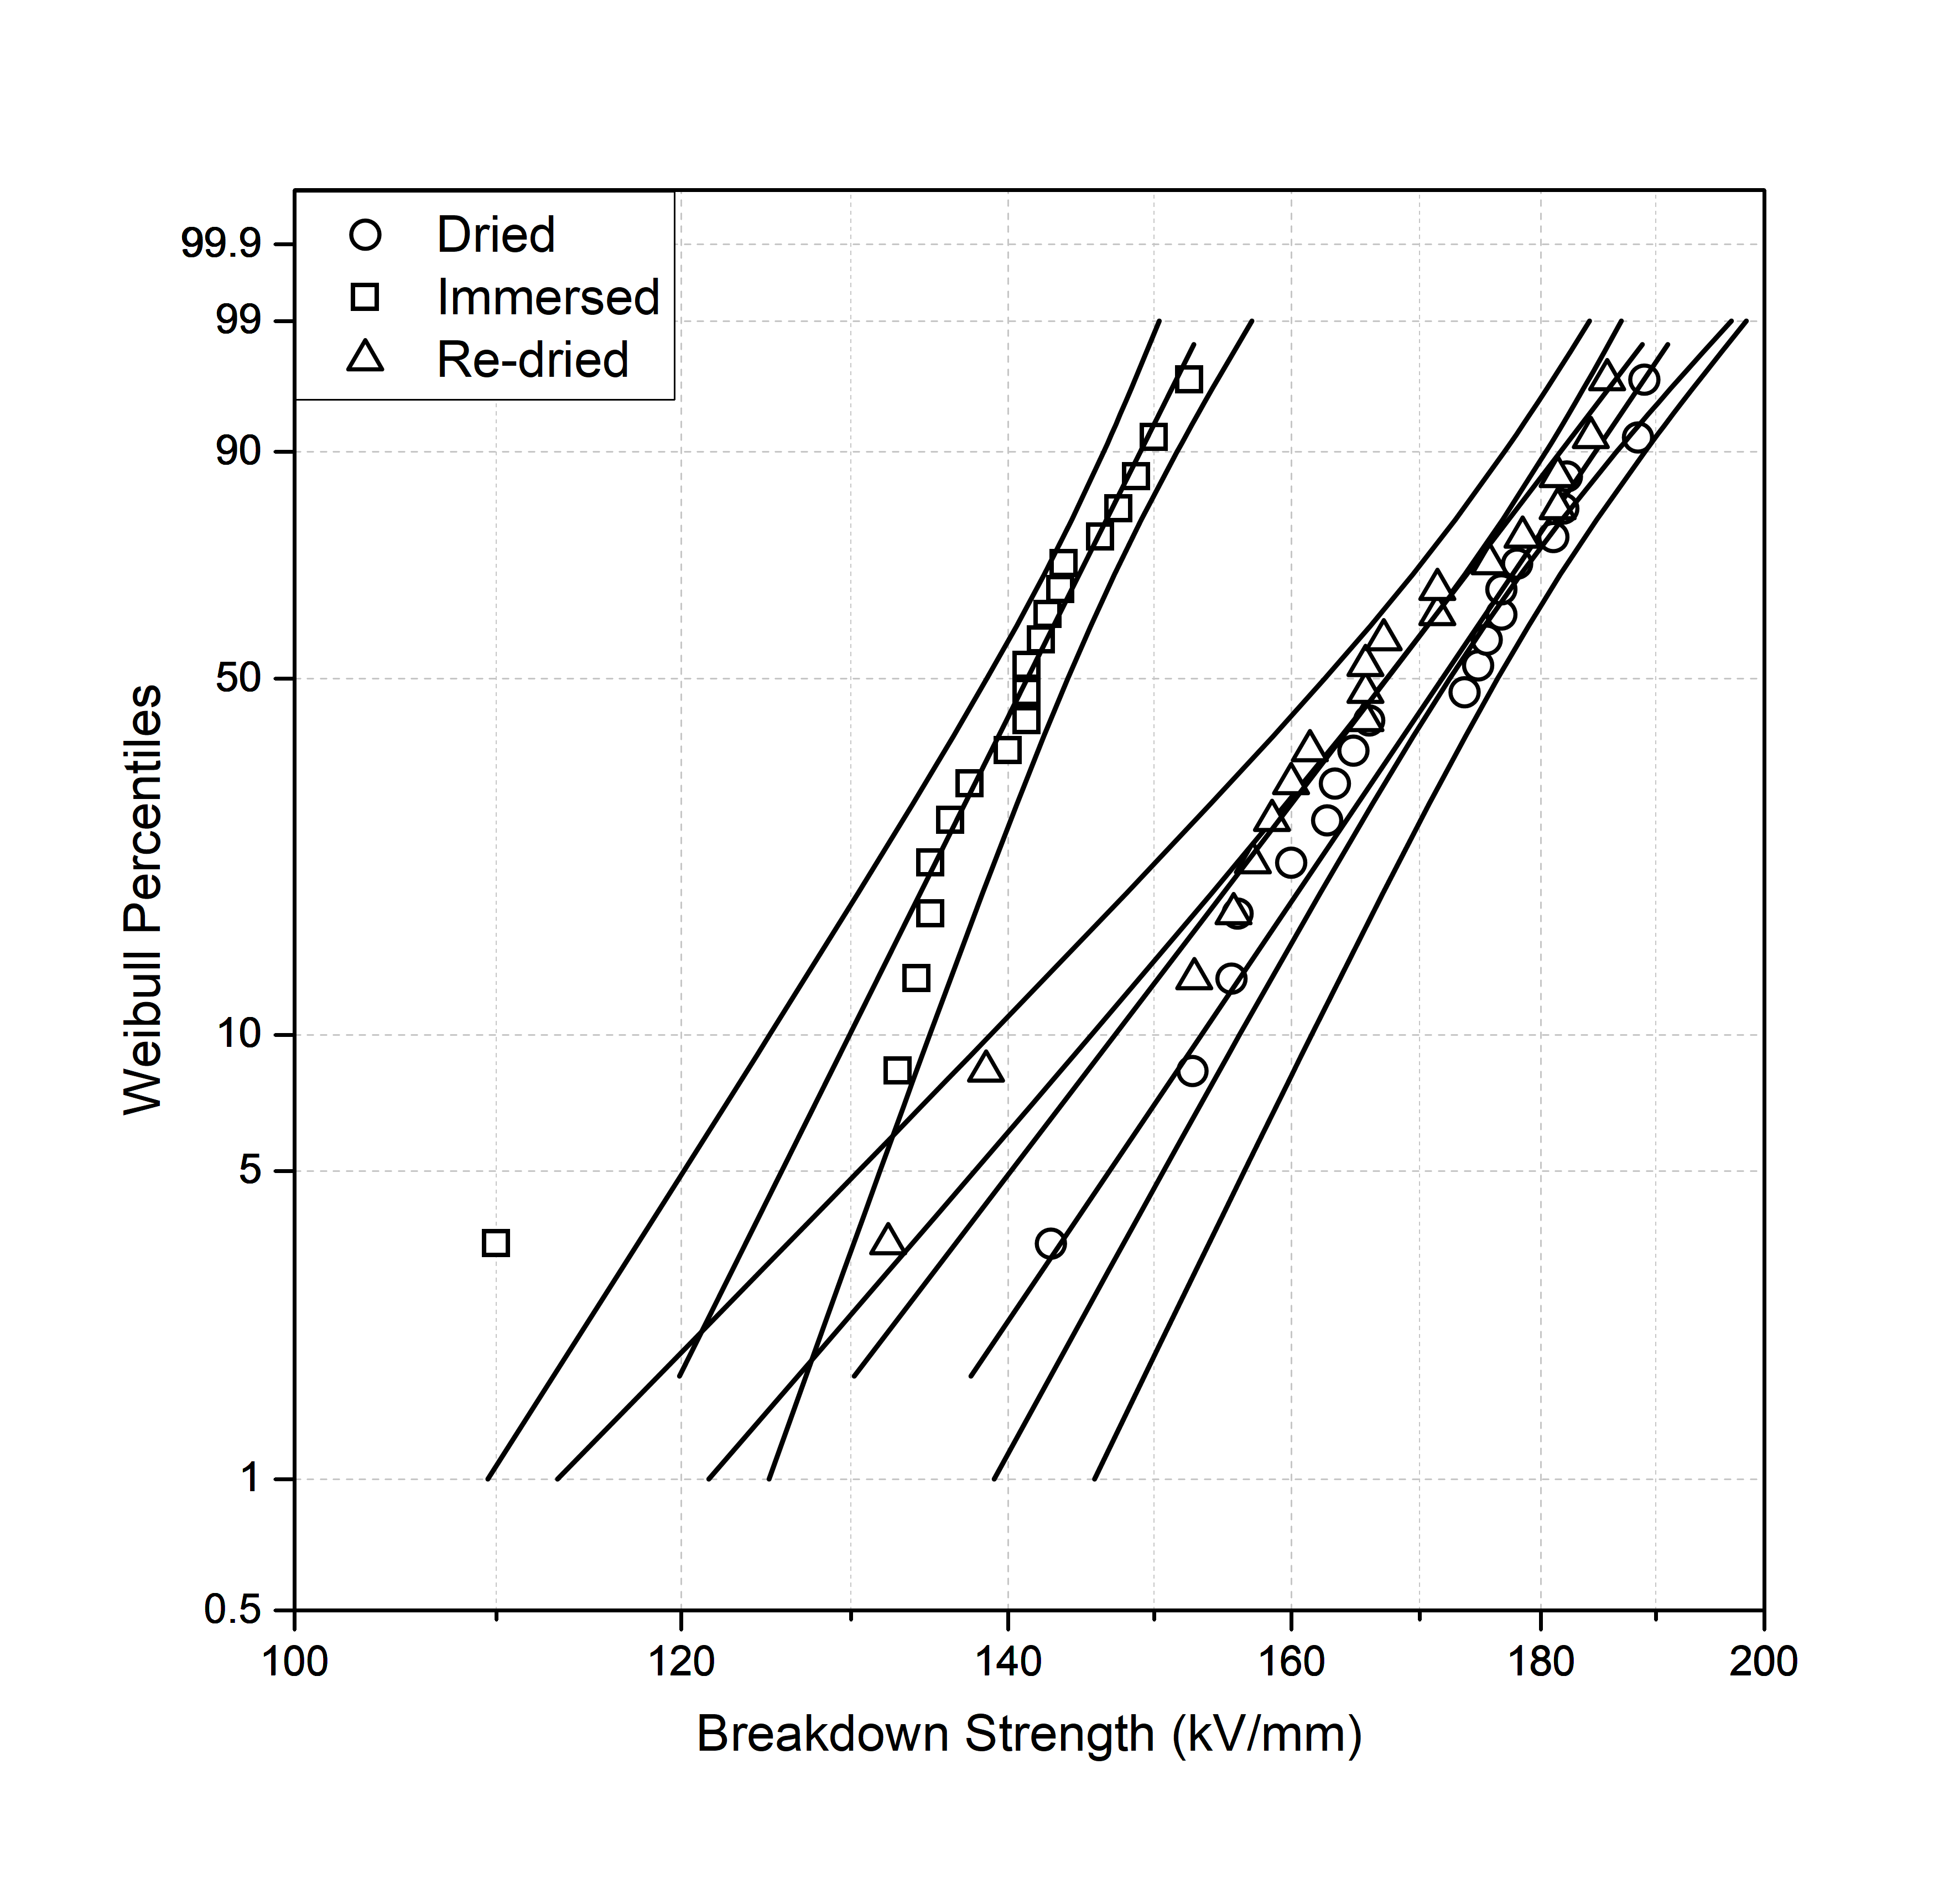 Dried
Immersed
Re-dried
99.9
99
90
50
10
5
1
0.5
Weibull Percentiles
100 120 140 160 180 200
Breakdown Strength (kV/mm)